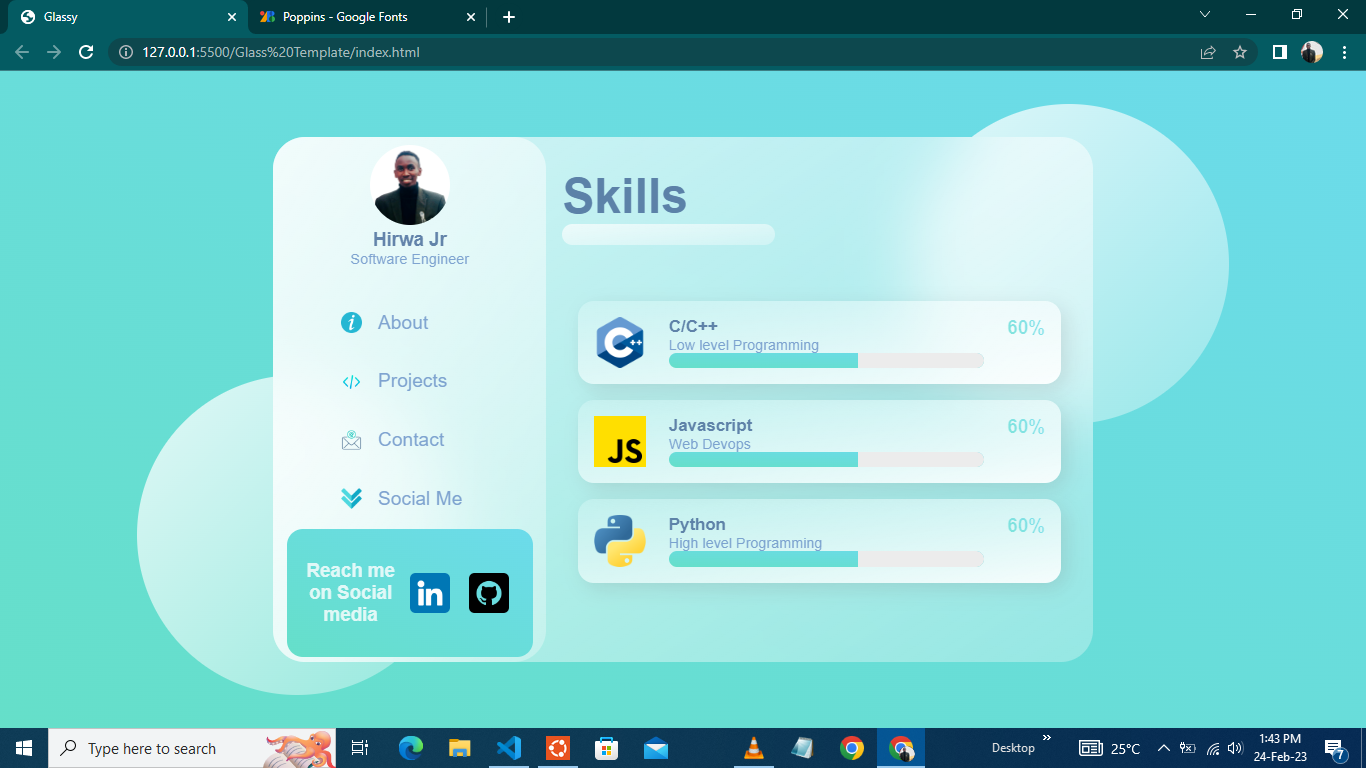 Glassy
Poppins - Google Fonts
127.0.0.1:5500/Glass%20Template/index.html
Hirwa Jr
Software Engineer
About
Projects
Contact
Social Me
Reach me
on Social
media
in
Skills
C/C++
Low level Programming
60%
JS
Javascript
Web Devops
60%
Python
High level Programming
60%
Type here to search
Desktop
25°C
1:43 PM
24-Feb-23
7